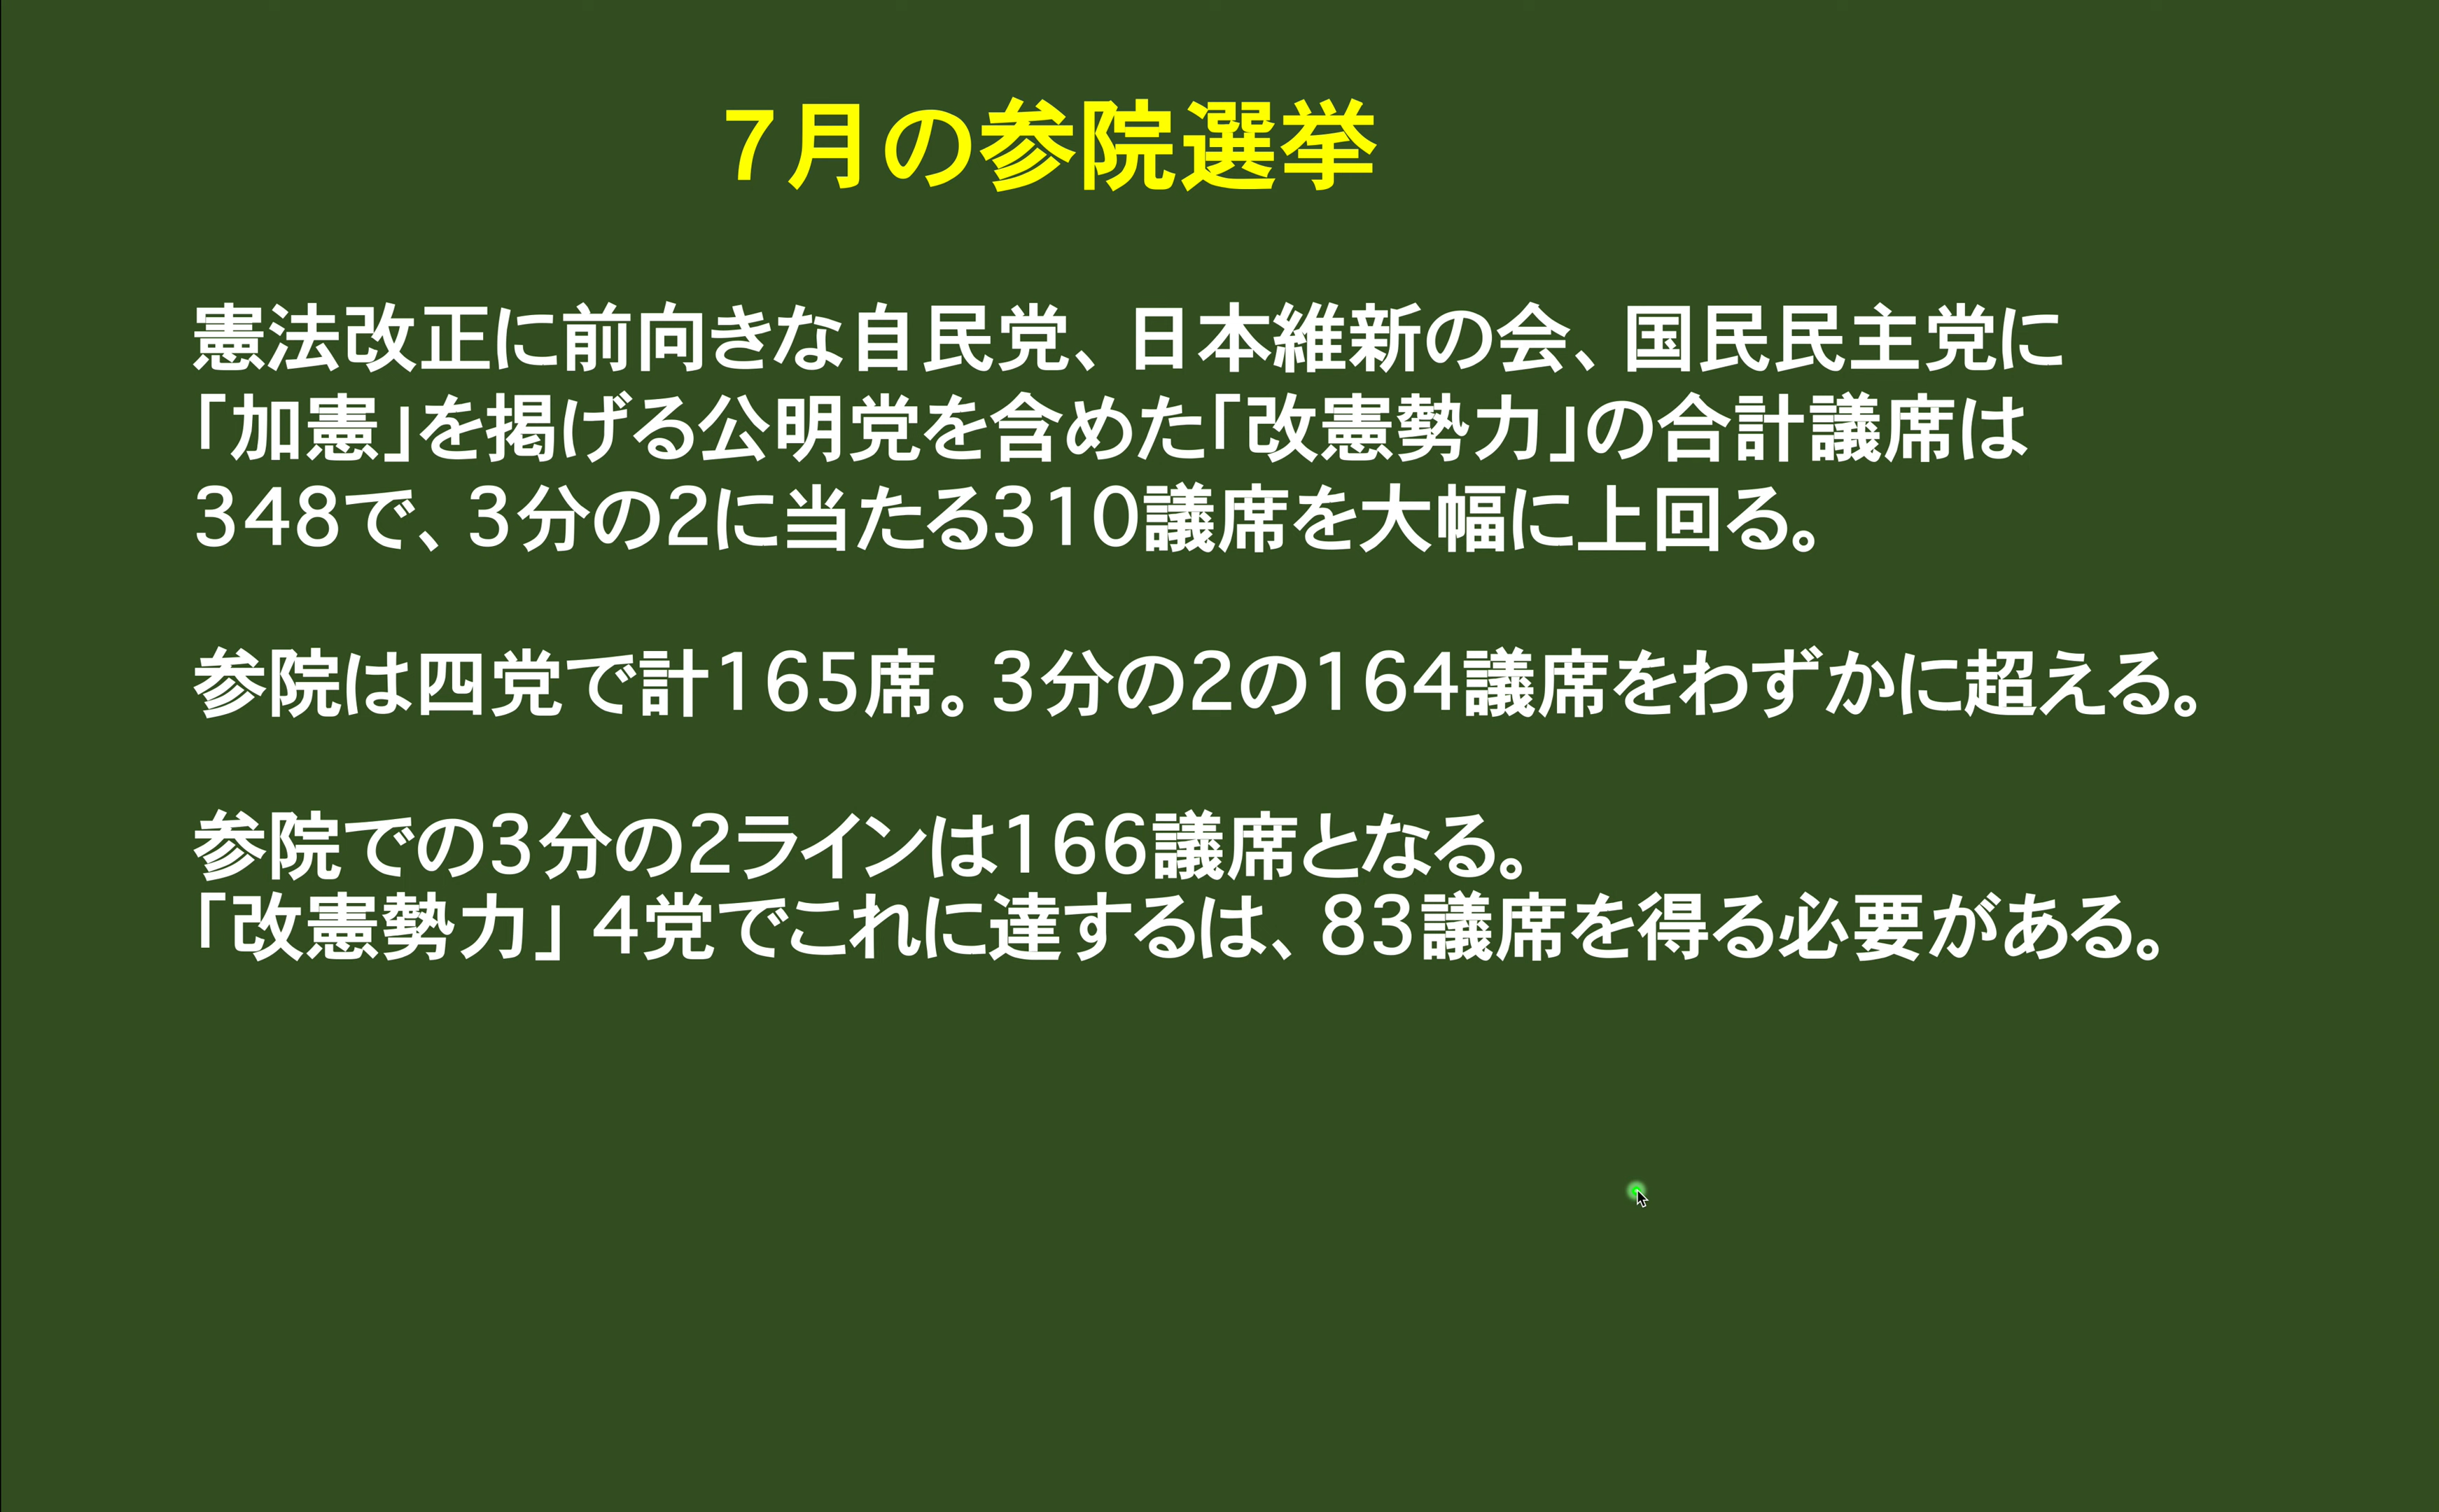 7月の参院選挙
憲法改正に前向きな自民党、日本維新の会、国民民主党に
「加憲」を掲げる公明党を含めた「改憲勢力」の合計議席は
348で、3分の2に当たる310議席を大幅に上回る。
参院は四党で計165席。3分の2の164議席をわずかに超える。
参院での3分の2ラインは166議席となる。
「改憲勢力」4党でこれに達するは、83議席を得る必要がある。